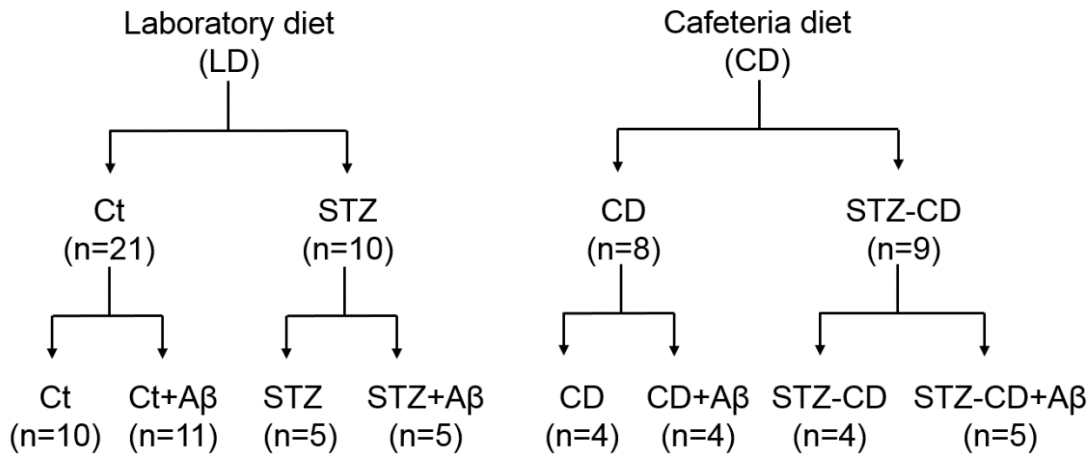 Laboratory diet
(LD)
Cafeteria diet
(CD)
Ct
(n=21)
STZ
(n=10)
CD
(n=8)
STZ-CD
(n=9)
Ct
(n=10)
Ct+Aβ
(n=11)
STZ
(n=5)
STZ+Aβ
(n=5)
CD
(n=4)
CD+Aβ
(n=4)
STZ-CD
(n=4)
STZ-CD+Aβ
(n=5)